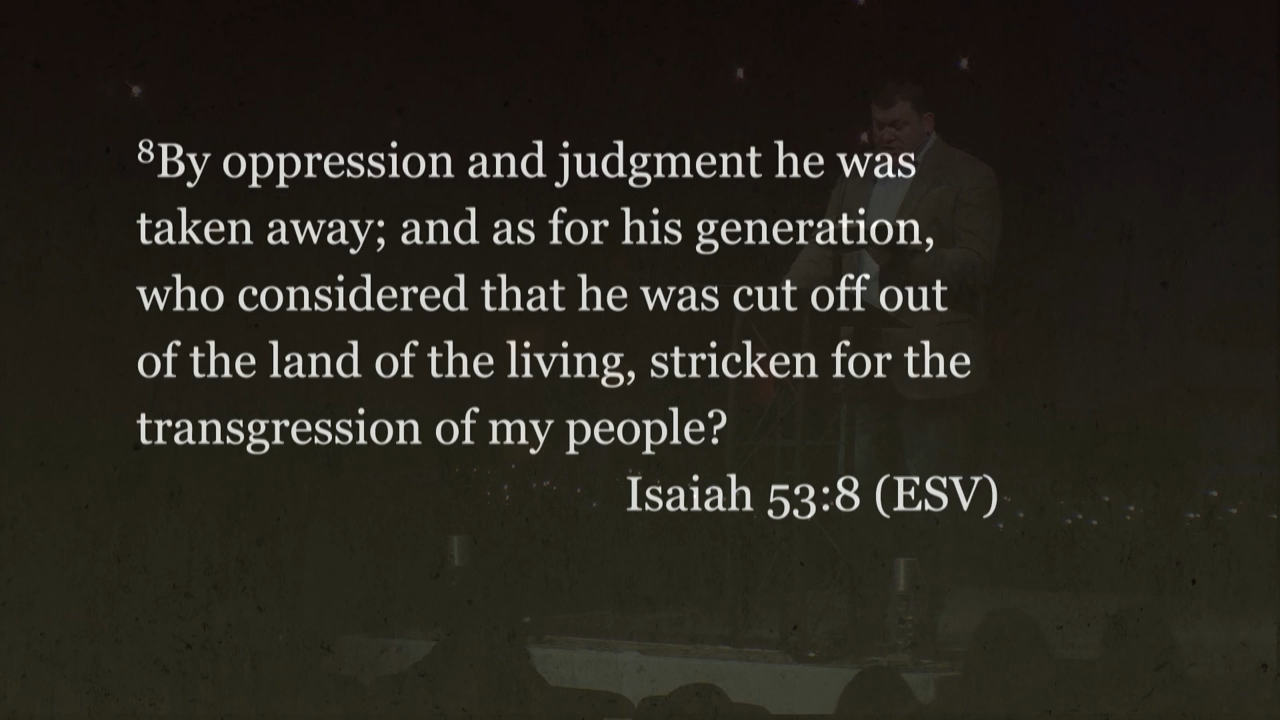 ⁸By oppression and judgment he was
taken away; and as for his generation,
who considered that he was cut off out
of the land of the living, stricken for the
transgression of my people?
Isaiah 53:8 (ESV)